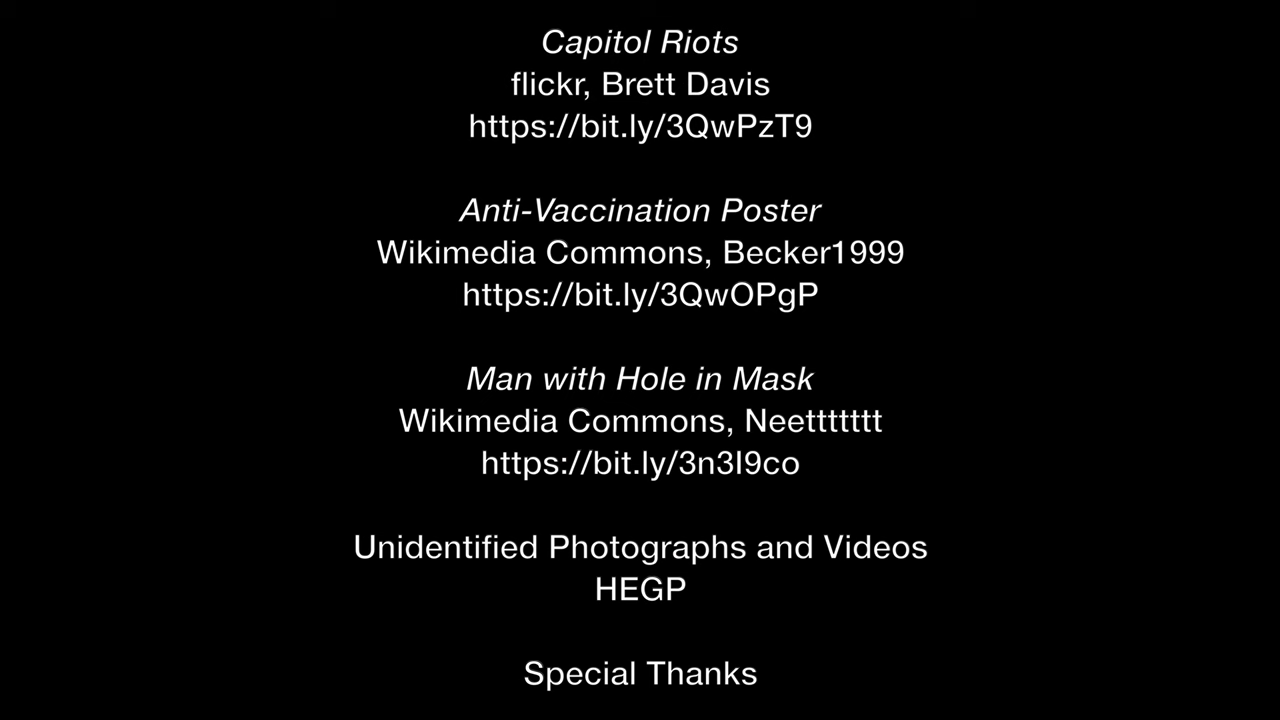 Capitol Riots
flickr, Brett Davis
https://bit.ly/3QwPzT9
Anti-Vaccination Poster
Wikimedia Commons, Becker1999
https://bit.ly/3QwOPgP
Man with Hole in Mask
Wikimedia Commons, Neettttttt
https://bit.ly/3n3I9co
Unidentified Photographs and Videos
HEGP
Special Thanks